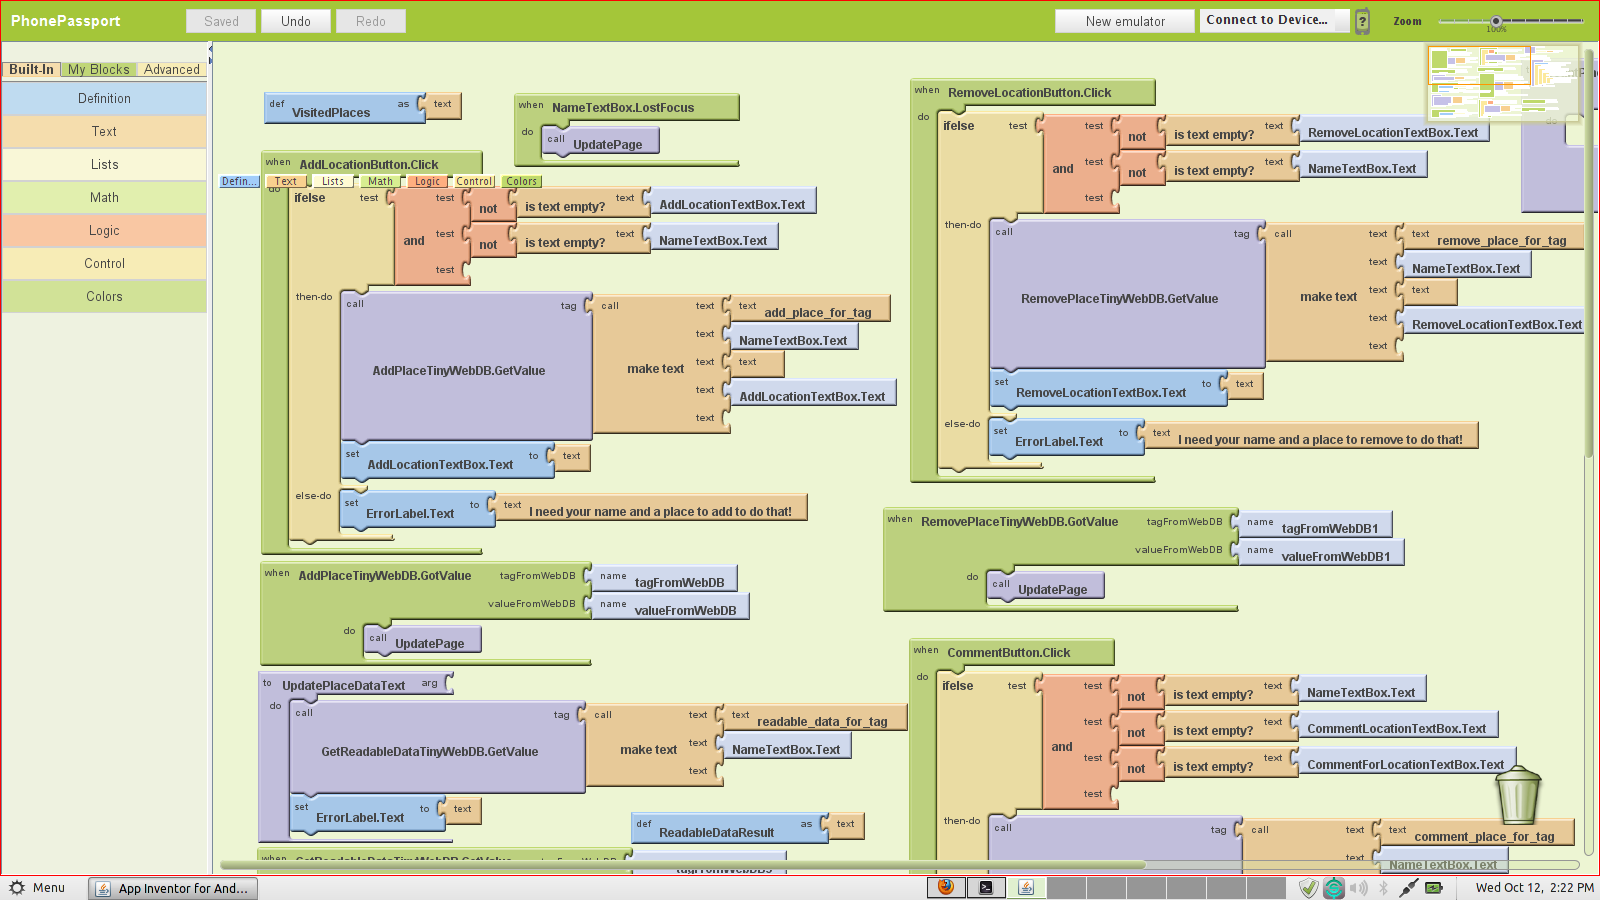 PhonePassport
Saved
Undo
Redo
New emulator
Connect to Device...
Zoom
100%
Built-In
My Blocks
Advanced
Definition
Text
Lists
Math
Logic
Control
Colors
def VisitedPlaces as text
when NameTextBox.LostFocus
do call UpdatePage
when AddLocationButton.Click
Defin... Text Lists Math Logic Control Colors
do ifelse test and test not is text empty? text AddLocationTextBox.Text
test not is text empty? text NameTextBox.Text
test
then-do call AddPlaceTinyWebDB.GetValue tag call make text text text add_place_for_tag
text NameTextBox.Text
text text
text AddLocationTextBox.Text
text
set AddLocationTextBox.Text to text
else-do set ErrorLabel.Text to text I need your name and a place to add to do that!
when AddPlaceTinyWebDB.GotValue tagFromWebDB name tagFromWebDB
valueFromWebDB name valueFromWebDB
do call UpdatePage
to UpdatePlaceDataText arg
do call GetReadableDataTinyWebDB.GetValue tag call make text text text readable_data_for_tag
text NameTextBox.Text
text
set ErrorLabel.Text to text
def ReadableDataResult as text
when GetReadableDataTinyWebDB.GotValue
when RemoveLocationButton.Click
do ifelse test and test not is text empty? text RemoveLocationTextBox.Text
test not is text empty? text NameTextBox.Text
test
then-do call RemovePlaceTinyWebDB.GetValue tag call make text text text remove_place_for_tag
text NameTextBox.Text
text text
text RemoveLocationTextBox.Text
text
set RemoveLocationTextBox.Text to text
else-do set ErrorLabel.Text to text I need your name and a place to remove to do that!
when RemovePlaceTinyWebDB.GotValue tagFromWebDB name tagFromWebDB1
valueFromWebDB name valueFromWebDB1
do call UpdatePage
when CommentButton.Click
do ifelse test and test not is text empty? text NameTextBox.Text
test not is text empty? text CommentLocationTextBox.Text
test not is text empty? text CommentForLocationTextBox.Text
test
then-do call tag call text text comment_place_for_tag
text NameTextBox.Text
do
Menu
App Inventor for And...
Wed Oct 12, 2:22 PM